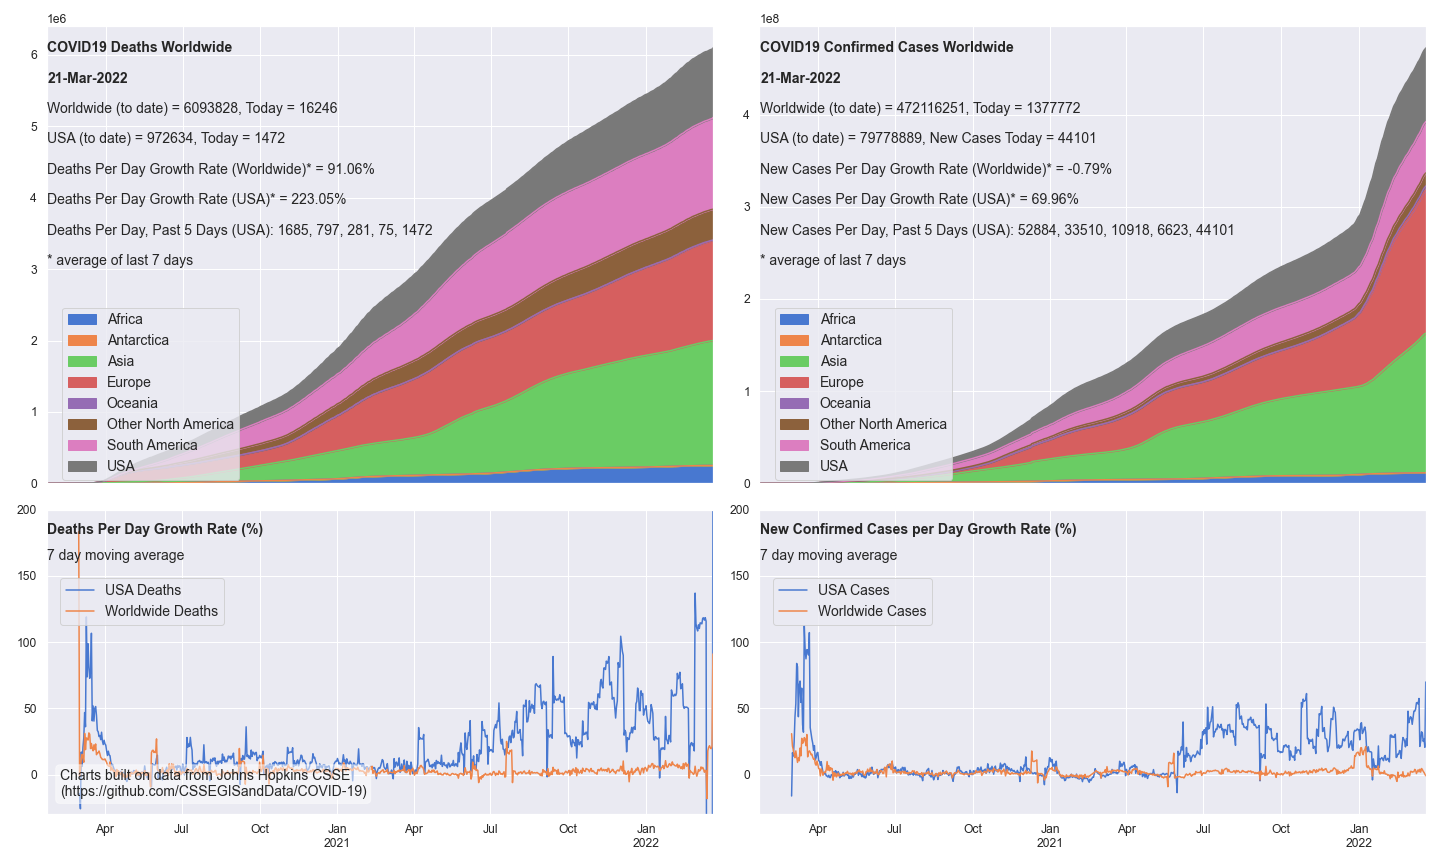 1e6
COVID19 Deaths Worldwide
21-Mar-2022
Worldwide (to date) = 6093828, Today = 16246
USA (to date) = 972634, Today = 1472
Deaths Per Day Growth Rate (Worldwide)* = 91.06%
Deaths Per Day Growth Rate (USA)* = 223.05%
Deaths Per Day, Past 5 Days (USA): 1685, 797, 281, 75, 1472
* average of last 7 days
6
5
4
3
2
1
0
Africa
Antarctica
Asia
Europe
Oceania
Other North America
South America
USA
1e8
COVID19 Confirmed Cases Worldwide
21-Mar-2022
Worldwide (to date) = 472116251, Today = 1377772
USA (to date) = 79778889, New Cases Today = 44101
New Cases Per Day Growth Rate (Worldwide)* = -0.79%
New Cases Per Day Growth Rate (USA)* = 69.96%
New Cases Per Day, Past 5 Days (USA): 52884, 33510, 10918, 6623, 44101
* average of last 7 days
4
3
2
1
0
Africa
Antarctica
Asia
Europe
Oceania
Other North America
South America
USA
Deaths Per Day Growth Rate (%)
7 day moving average
USA Deaths
Worldwide Deaths
200
150
100
50
0
Charts built on data from Johns Hopkins CSSE
(https://github.com/CSSEGISandData/COVID-19)
Apr Jul Oct Jan Apr Jul Oct Jan
2021 2022
New Confirmed Cases per Day Growth Rate (%)
7 day moving average
USA Cases
Worldwide Cases
200
150
100
50
0
Apr Jul Oct Jan Apr Jul Oct Jan
2021 2022